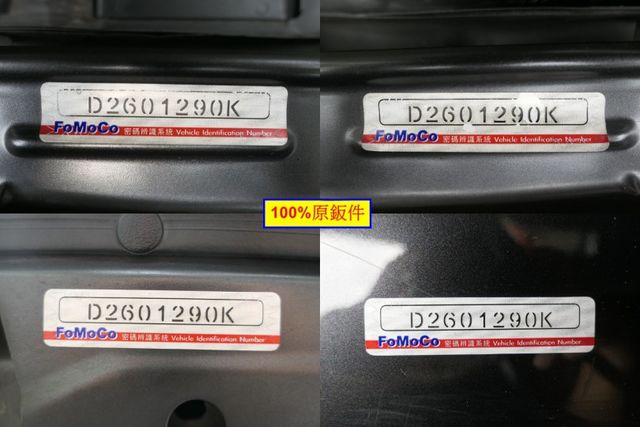 D2601290K
FoMoCo 密碼辨識系統 Vehicle Identification Number
D2601290K
FoMoCo 密碼辨識系統 Vehicle Identification Number
100%原鈑件
D2601290K
FoMoCo 密碼辨識系統 Vehicle Identification Number
D2601290K
FoMoCo 密碼辨識系統 Vehicle Identification Number